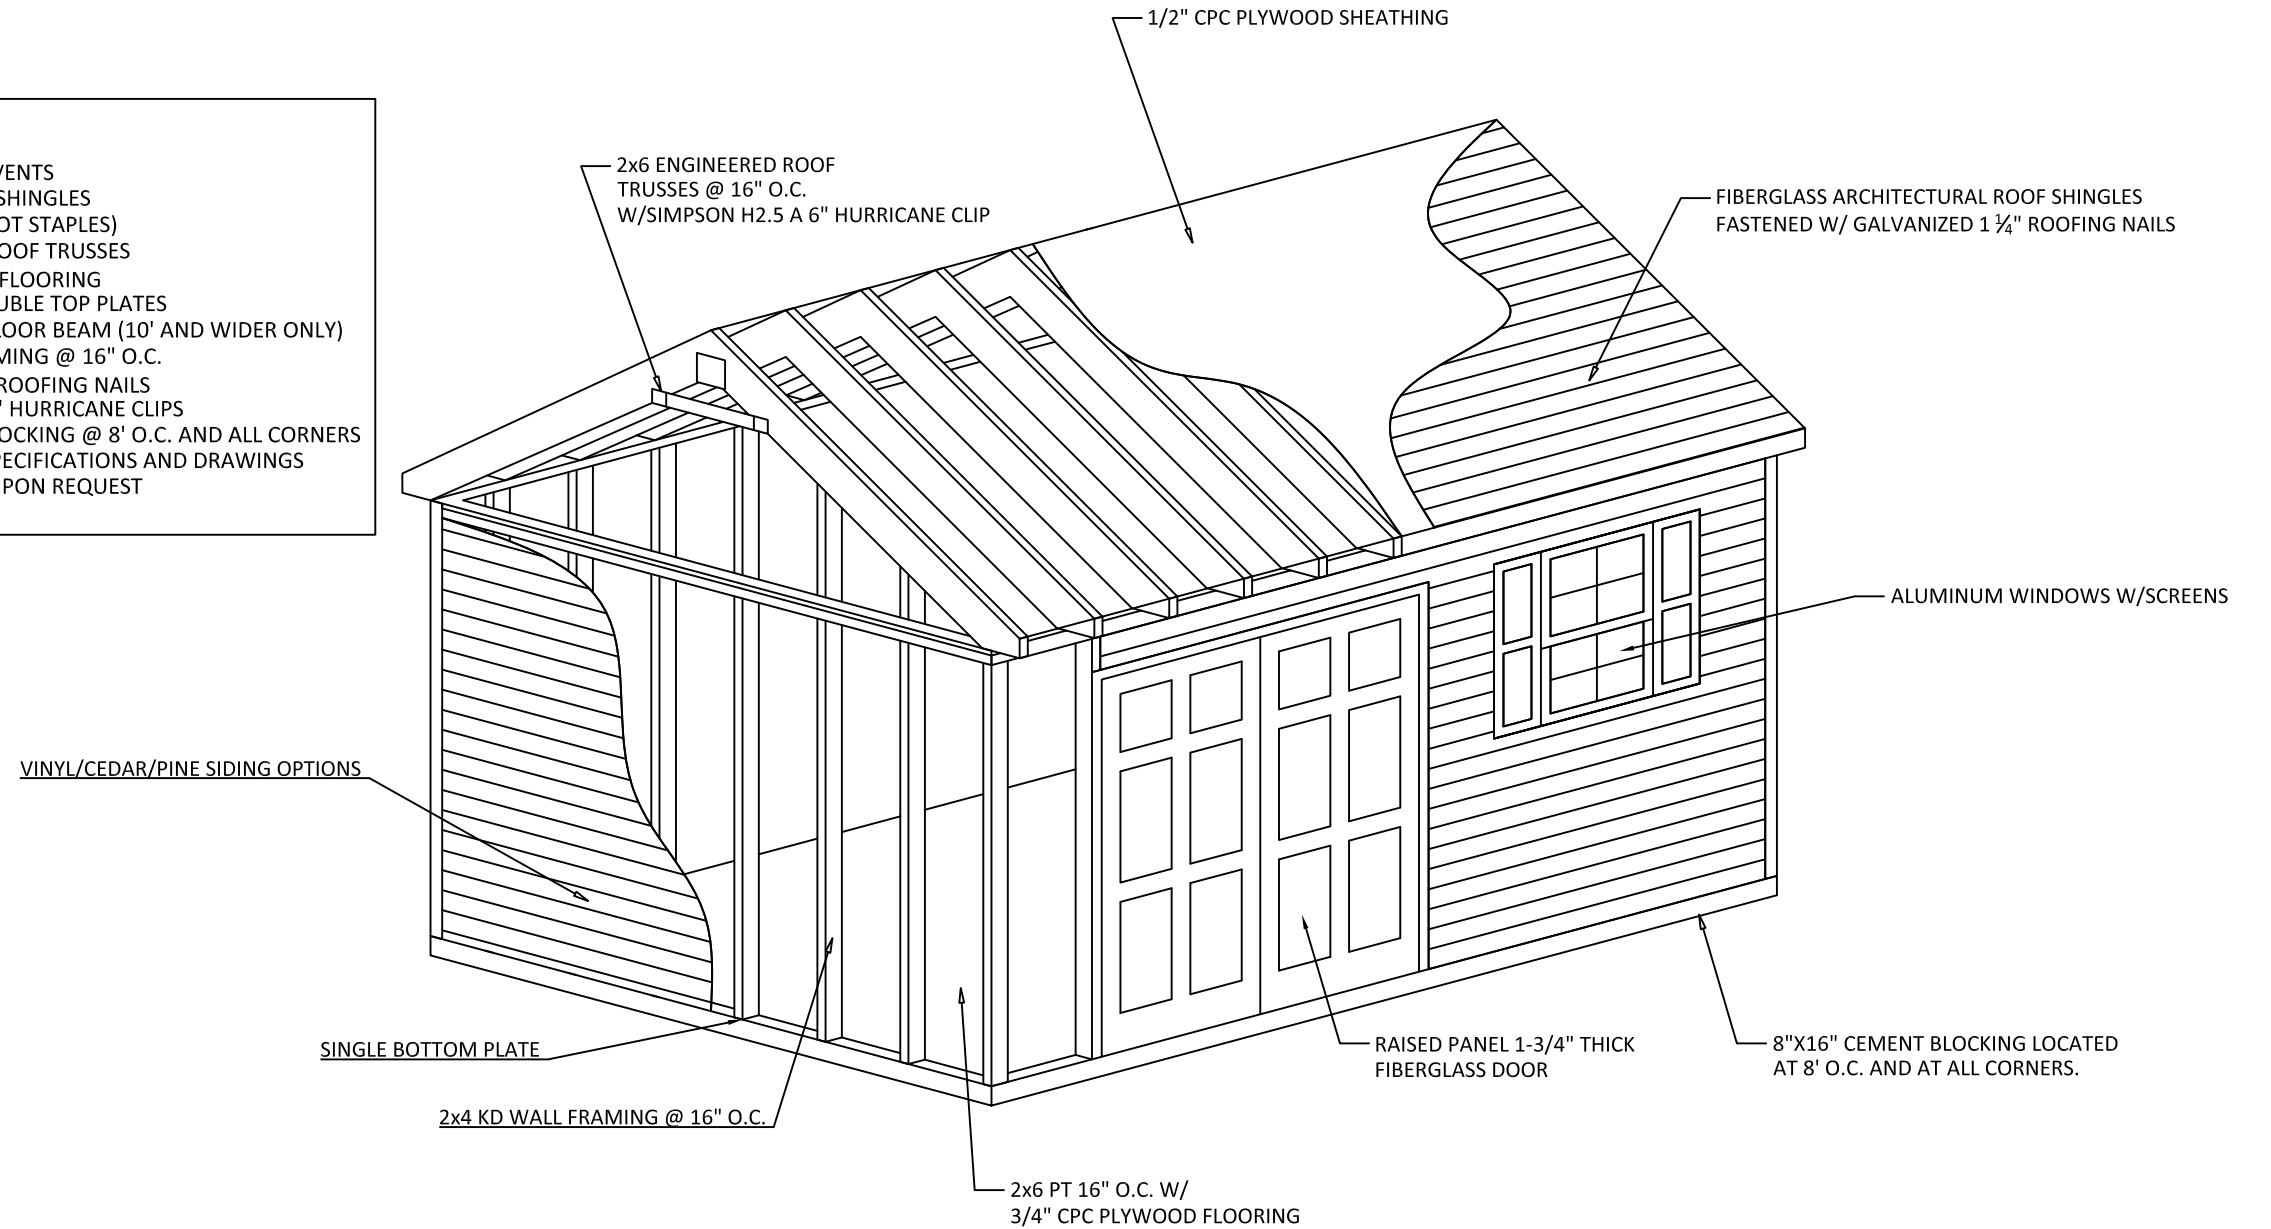 1/2" CPC PLYWOOD SHEATHING
2x6 ENGINEERED ROOF
TRUSSES @ 16" O.C.
W/SIMPSON H2.5 A 6" HURRICANE CLIP
FIBERGLASS ARCHITECTURAL ROOF SHINGLES
FASTENED W/ GALVANIZED 1 ¼" ROOFING NAILS
VENTS
SHINGLES
OT STAPLES)
OOF TRUSSES
FLOORING
UBLE TOP PLATES
LOOR BEAM (10' AND WIDER ONLY)
MING @ 16" O.C.
ROOFING NAILS
" HURRICANE CLIPS
OCKING @ 8' O.C. AND ALL CORNERS
PECIFICATIONS AND DRAWINGS
PON REQUEST
ALUMINUM WINDOWS W/SCREENS
VINYL/CEDAR/PINE SIDING OPTIONS
SINGLE BOTTOM PLATE
2x4 KD WALL FRAMING @ 16" O.C.
RAISED PANEL 1-3/4" THICK
FIBERGLASS DOOR
8"X16" CEMENT BLOCKING LOCATED
AT 8' O.C. AND AT ALL CORNERS.
2x6 PT 16" O.C. W/
3/4" CPC PLYWOOD FLOORING